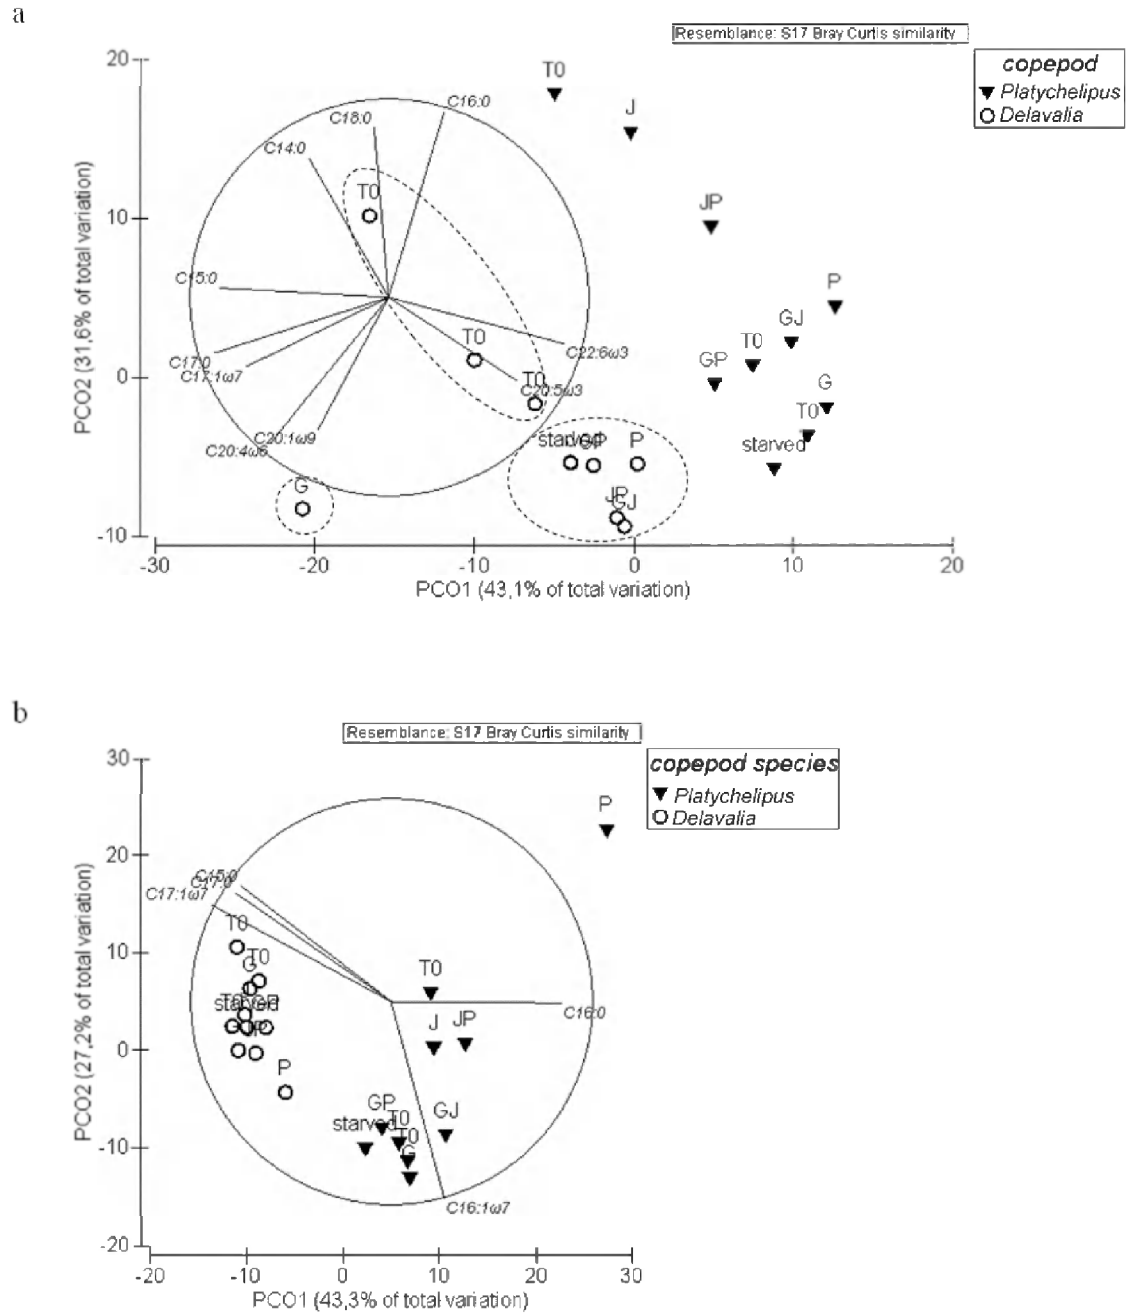 a
Resemblance: S17 Bray Curtis similarity
copepod
Platychelipus
Delavalia
20
10
0
-10
PCO2 (31,6% of total variation)
T0
J
C16:0
C18:0
C14:0
T0
JP
C15:0
P
GJ
T0
T0
C22:6ω3
GP
C17:0
C17:1ω7
T0
C20:5ω3
G
T0
C20:1ω9
C20:4ω6
starved
GP
P
starved
G
JP
GJ
-30
-20
-10
0
10
20
PCO1 (43,1% of total variation)
b
Resemblance: S17 Bray Curtis similarity
copepod species
Platychelipus
Delavalia
30
20
10
0
-10
-20
PCO2 (27,2% of total variation)
P
C15:0
C17:0
C17:1ω7
T0
T0
G
T0
T0
starved
C16:0
J
JP
P
GP
GJ
starved
T0
T0
G
C16:1ω7
-20
-10
0
10
20
30
PCO1 (43,3% of total variation)